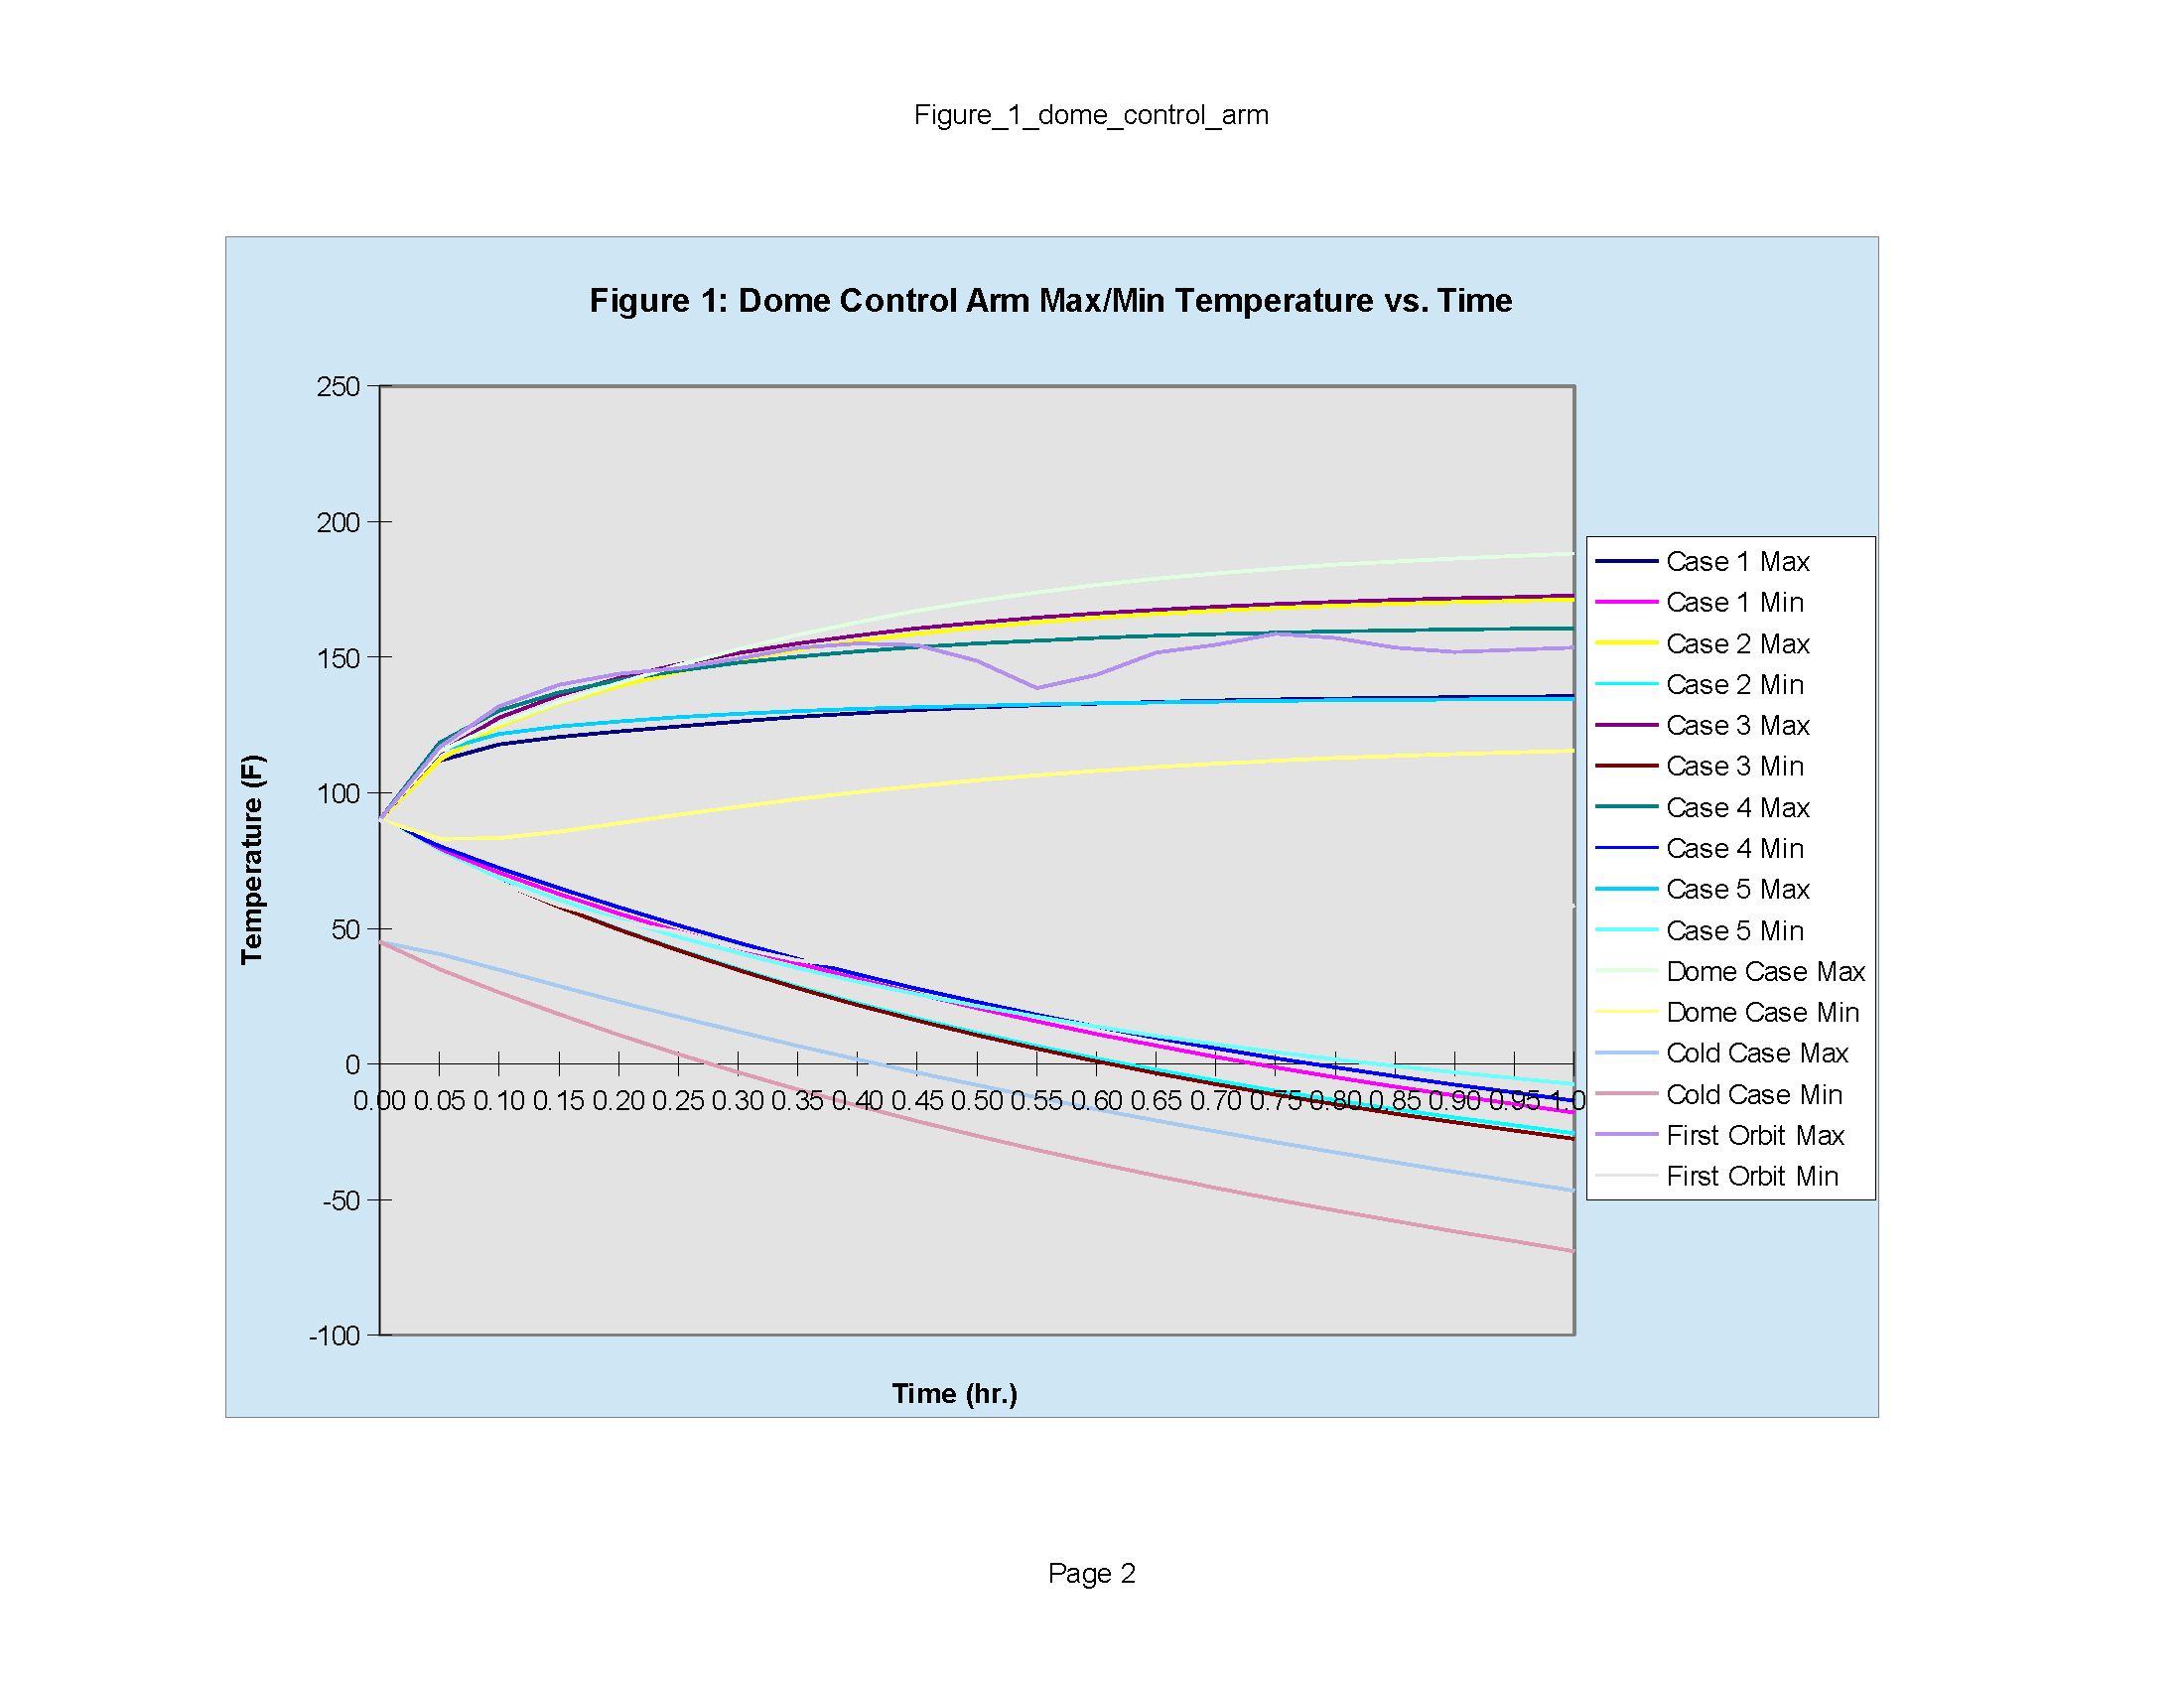 Figure_1_dome_control_arm
Figure 1: Dome Control Arm Max/Min Temperature vs. Time
Temperature (F)
250
200
150
100
50
0
-50
-100
0.00 0.05 0.10 0.15 0.20 0.25 0.30 0.35 0.40 0.45 0.50 0.55 0.60 0.65 0.70 0.75 0.80 0.85 0.90 0.95 1.0
Time (hr.)
Case 1 Max
Case 1 Min
Case 2 Max
Case 2 Min
Case 3 Max
Case 3 Min
Case 4 Max
Case 4 Min
Case 5 Max
Case 5 Min
Dome Case Max
Dome Case Min
Cold Case Max
Cold Case Min
First Orbit Max
First Orbit Min
Page 2